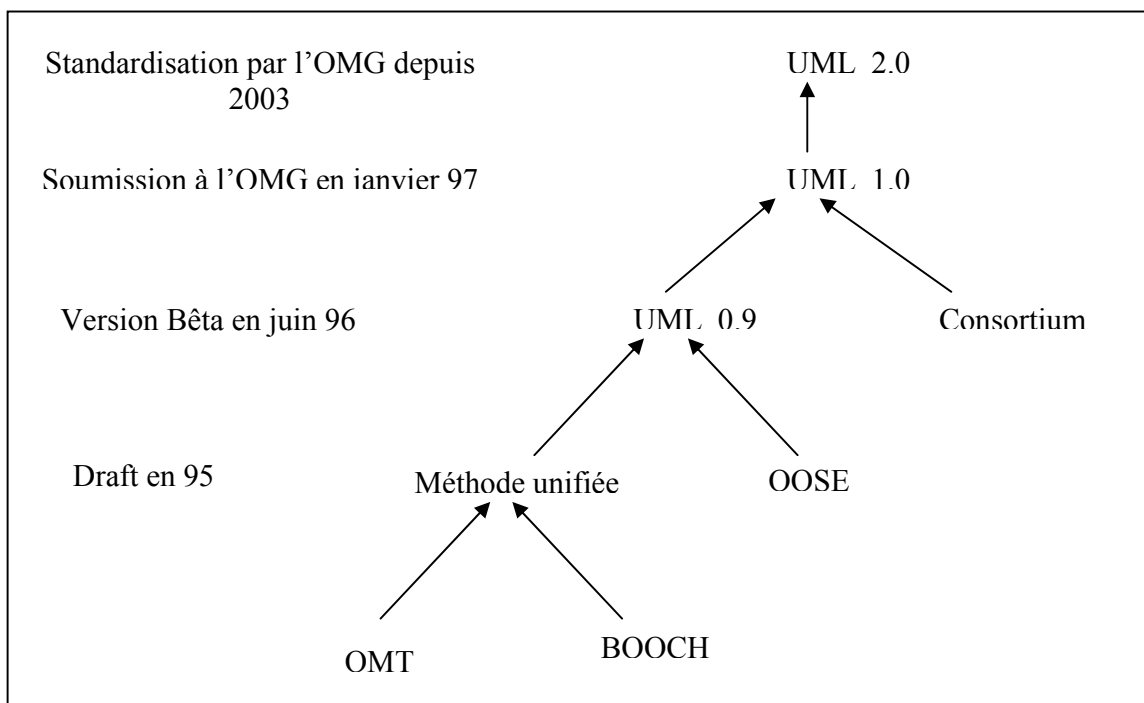 Standardisation par l’OMG depuis
2003
UML 2.0
Soumission à l’OMG en janvier 97
UML 1.0
Version Bêta en juin 96
UML 0.9
Consortium
Draft en 95
Méthode unifiée
OOSE
OMT
BOOCH